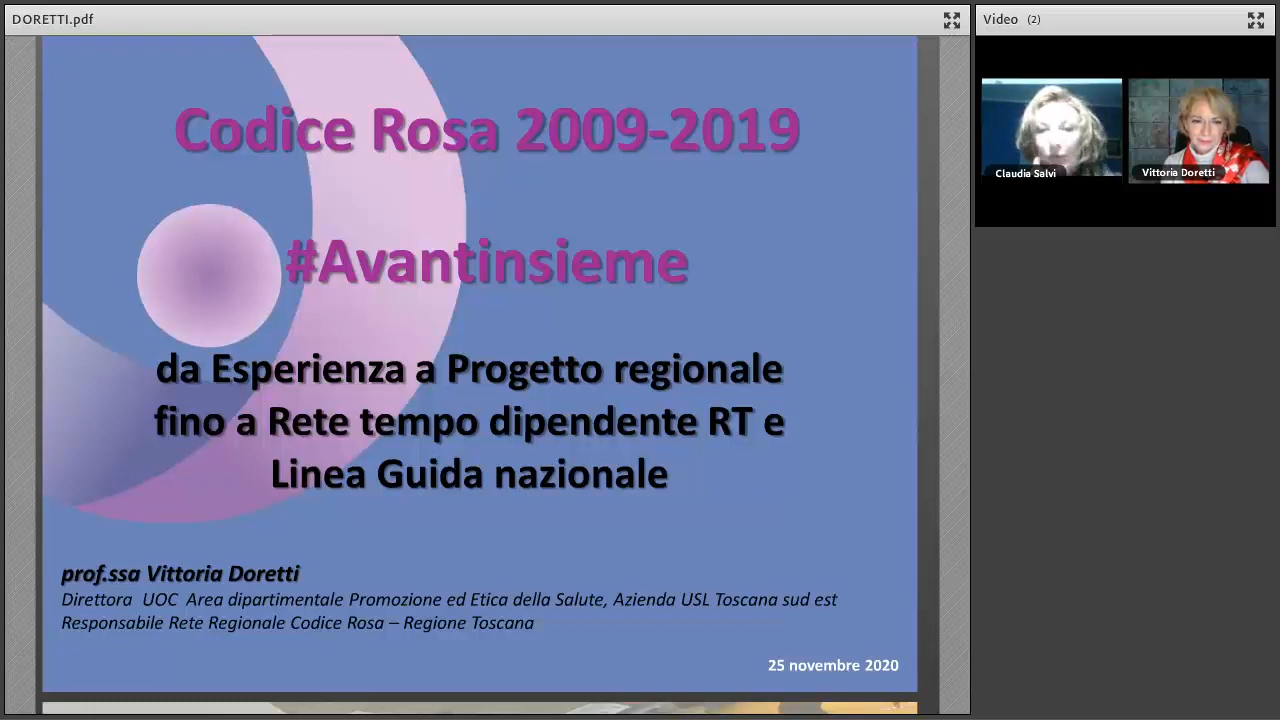 DORETTI.pdf
Video (2)
Claudia Salvi
Vittoria Doretti
Codice Rosa 2009-2019
#Avantinsieme
da Esperienza a Progetto regionale
fino a Rete tempo dipendente RT e
Linea Guida nazionale
prof.ssa Vittoria Doretti
Direttora UOC Area dipartimentale Promozione ed Etica della Salute, Azienda USL Toscana sud est
Responsabile Rete Regionale Codice Rosa – Regione Toscana
25 novembre 2020